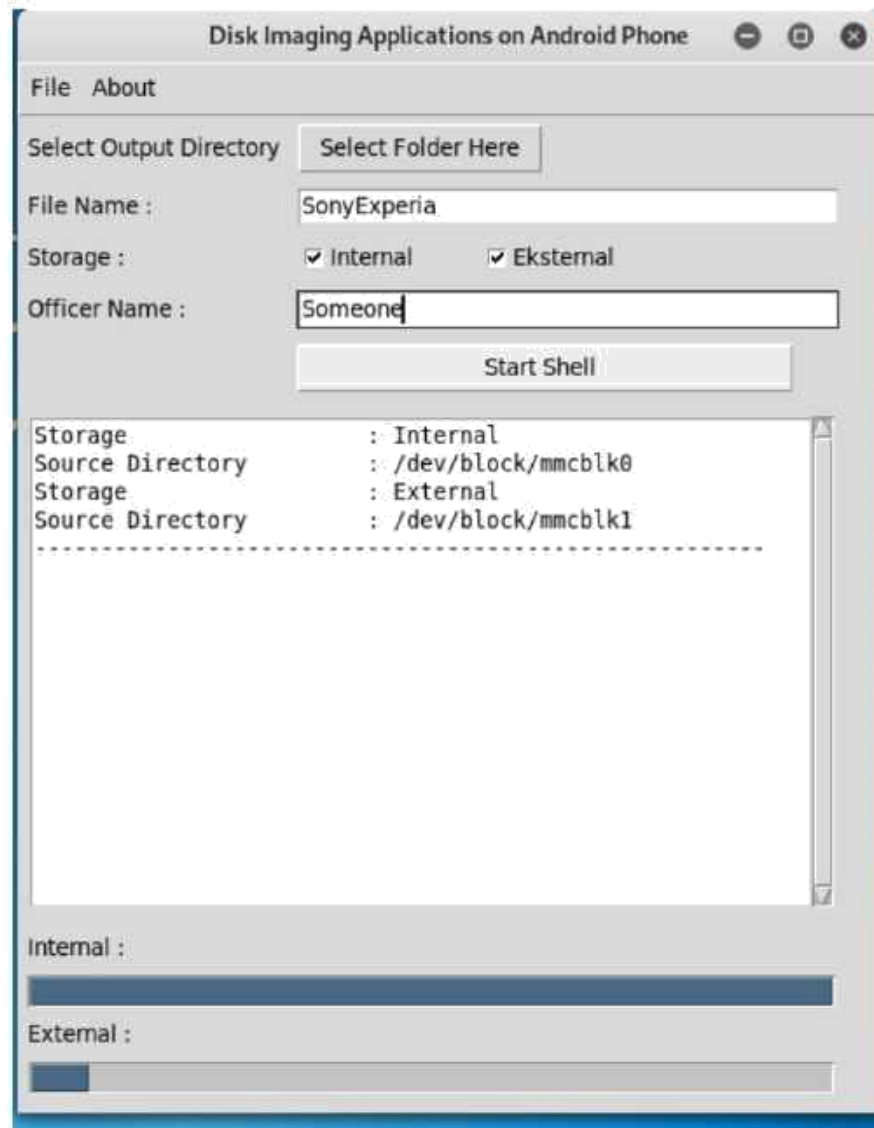 Disk Imaging Applications on Android Phone
File About
Select Output Directory Select Folder Here
File Name : SonyExperia
Storage : Internal Eksternal
Officer Name : Someone
Start Shell
Storage : Internal
Source Directory : /dev/block/mmcblk0
Storage : External
Source Directory : /dev/block/mmcblk1
-------------------------------------------------------
Internal :
External :